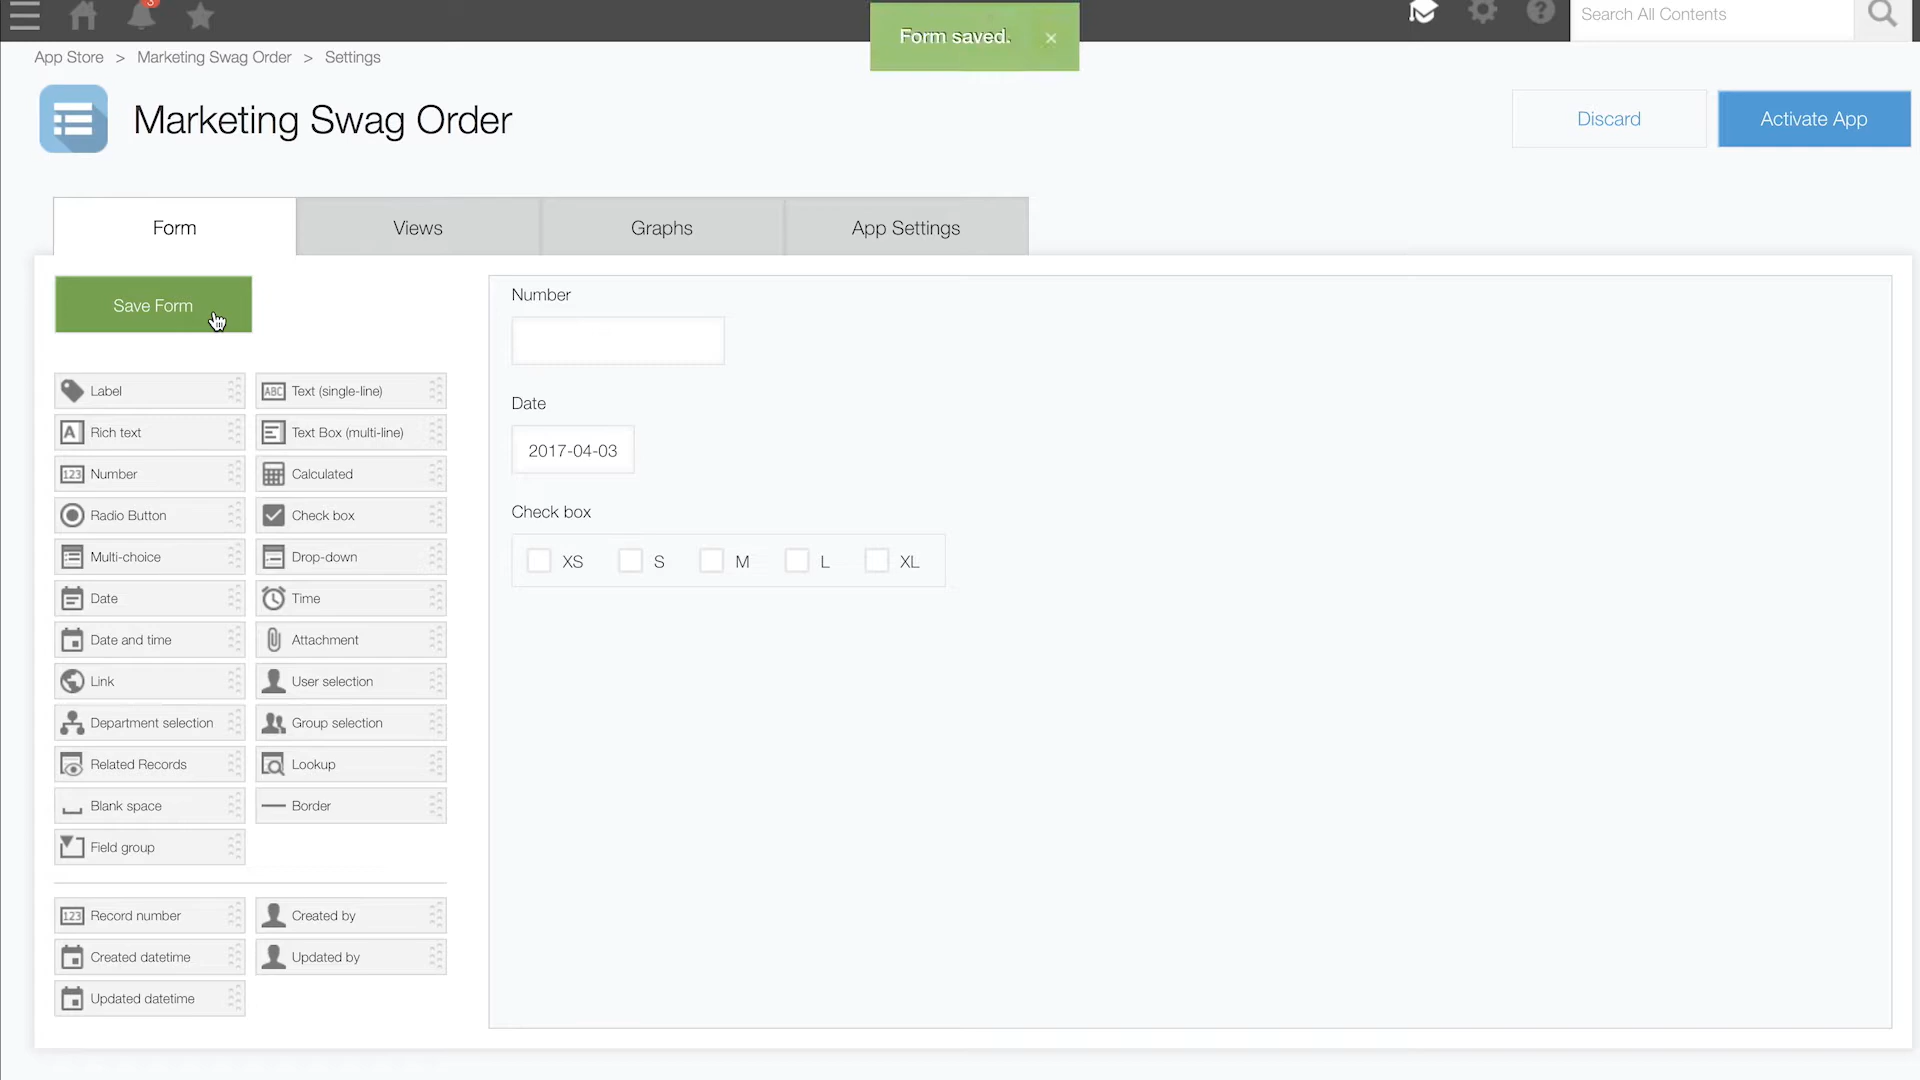 3
Search All Contents
Form saved. ×
App Store > Marketing Swag Order > Settings
Marketing Swag Order
Discard
Activate App
Form
Views
Graphs
App Settings
Save Form
Label
ABC Text (single-line)
A Rich text
Text Box (multi-line)
123 Number
Calculated
Radio Button
Check box
Multi-choice
Drop-down
Date
Time
Date and time
Attachment
Link
User selection
Department selection
Group selection
Related Records
Lookup
Blank space
Border
Field group
123 Record number
Created by
Created datetime
Updated by
Updated datetime
Number
Date
2017-04-03
Check box
XS S M L XL